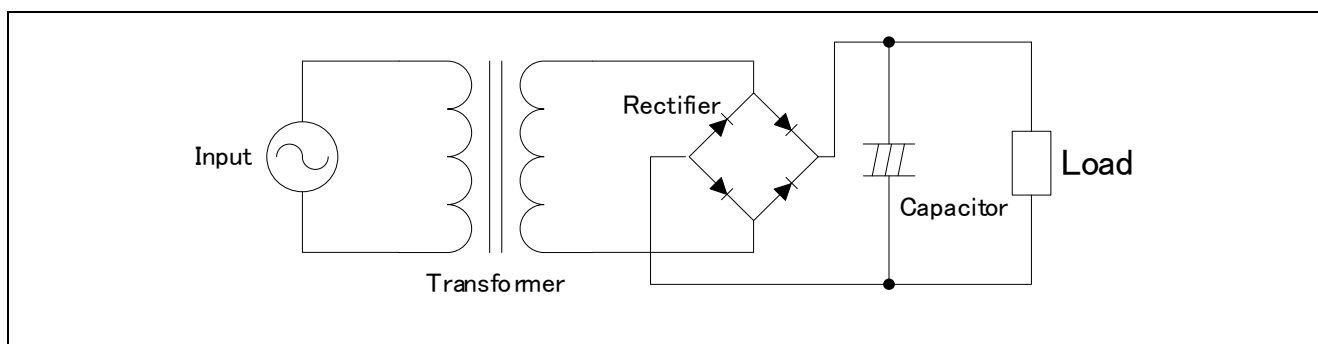 Rectifier
Input
Load
Capacitor
Transformer